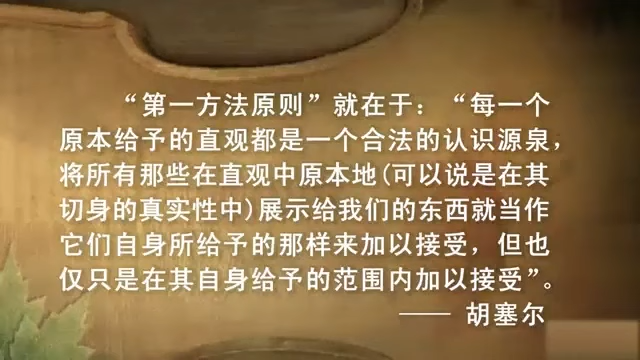 “第一方法原则”就在于：“每一个
原本给予的直观都是一个合法的认识源泉，
将所有那些在直观中原本地(可以说是在其
切身的真实性中)展示给我们的东西就当作
它们自身所给予的那样来加以接受，但也
仅只是在其自身给予的范围内加以接受”。
—— 胡塞尔